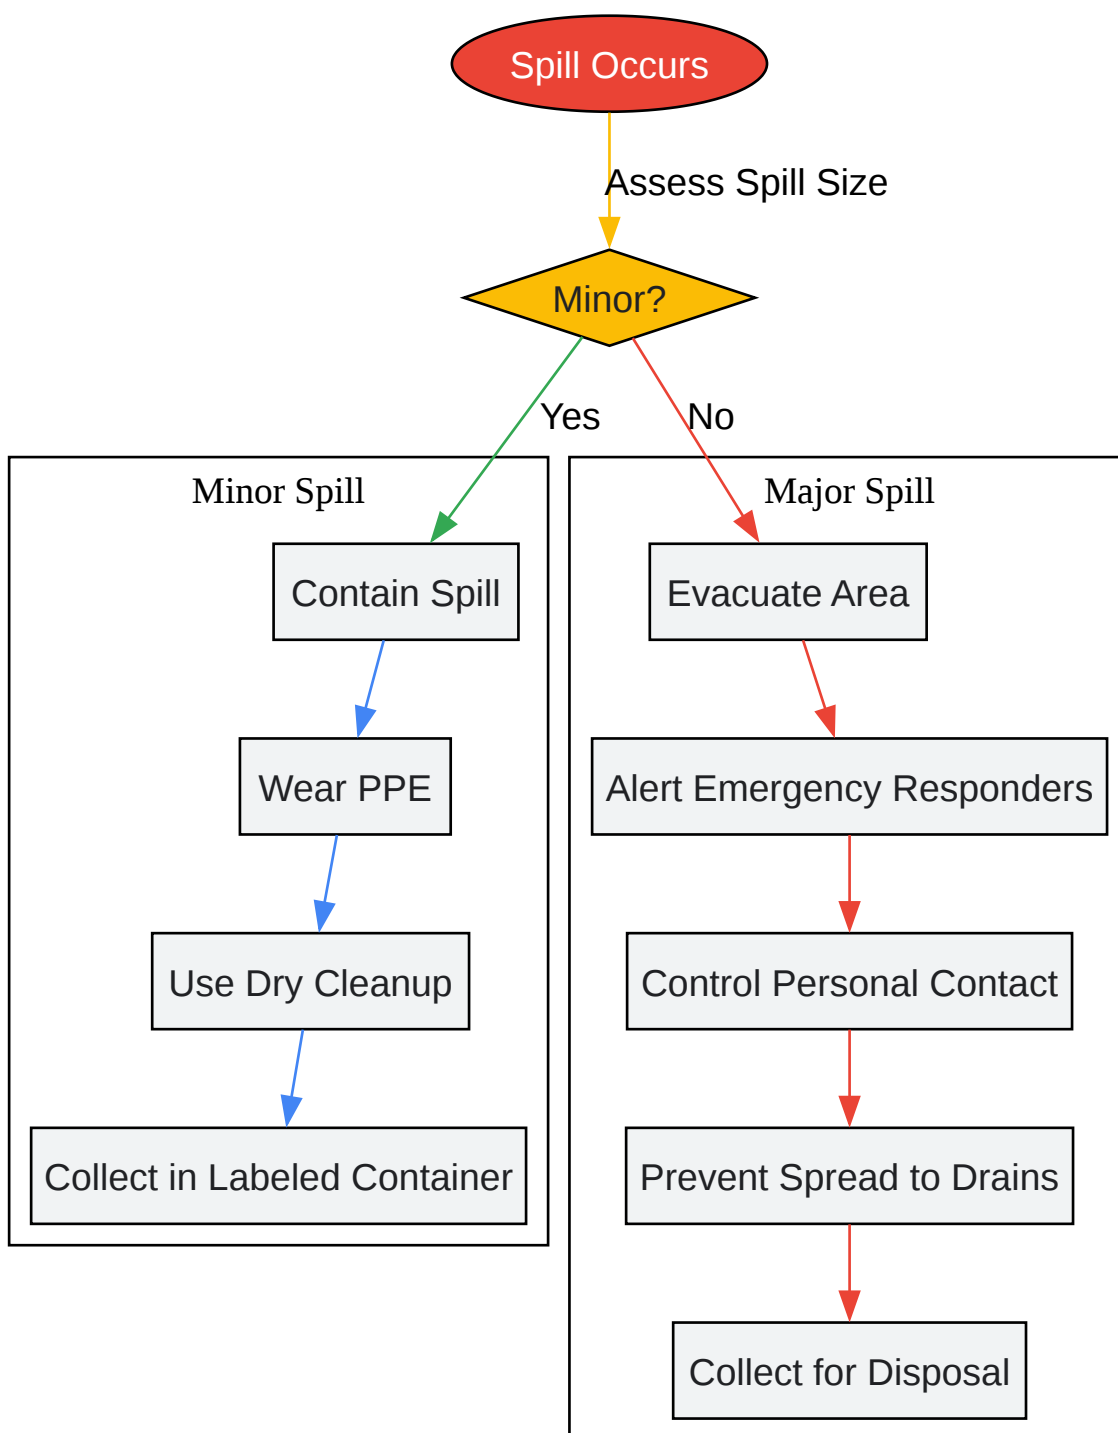 Spill Occurs
Assess Spill Size
Minor?
Yes
No
Minor Spill
Contain Spill
Wear PPE
Use Dry Cleanup
Collect in Labeled Container
Major Spill
Evacuate Area
Alert Emergency Responders
Control Personal Contact
Prevent Spread to Drains
Collect for Disposal